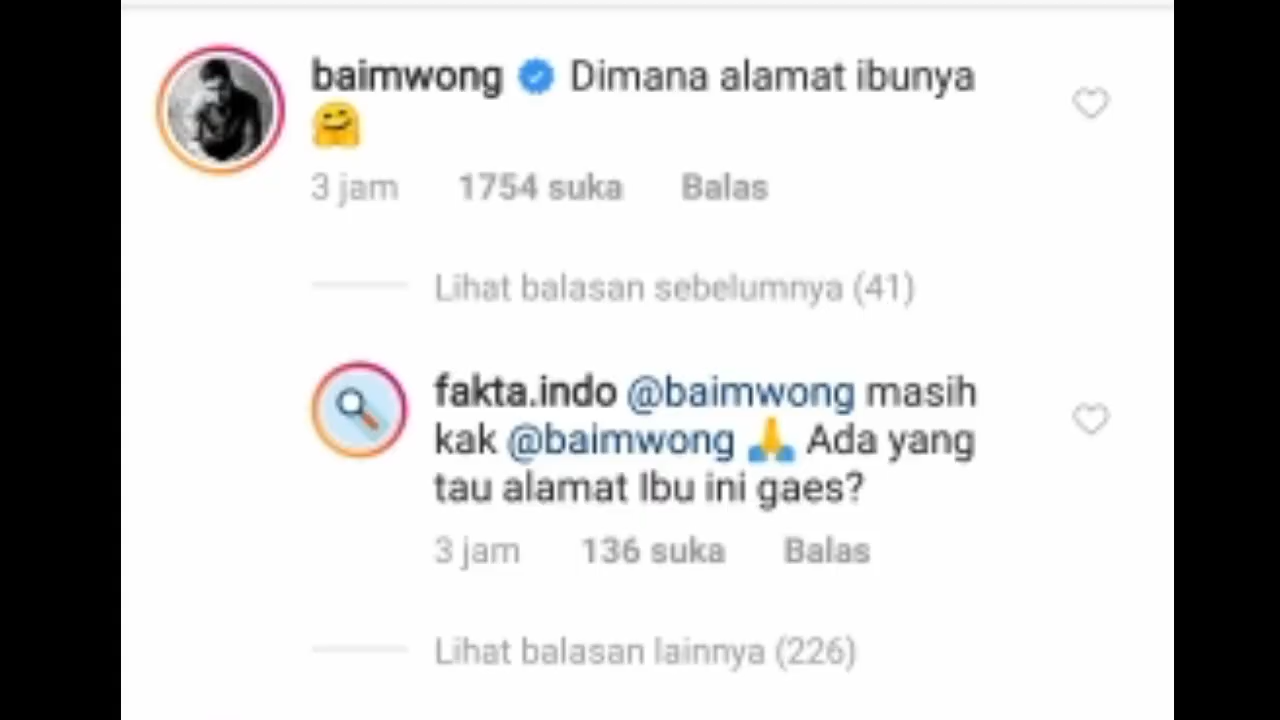 baimwong Dimana alamat ibunya
🤗
3 jam 1754 suka Balas
Lihat balasan sebelumnya (41)
fakta.indo @baimwong masih
kak @baimwong 🙏 Ada yang
tau alamat Ibu ini gaes?
3 jam 136 suka Balas
Lihat balasan lainnya (226)